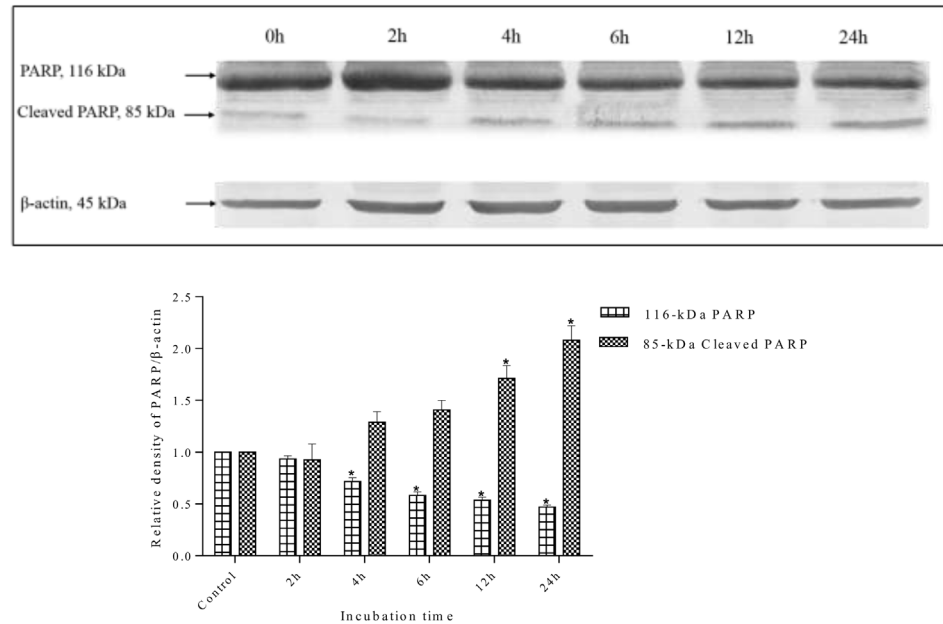 0h 2h 4h 6h 12h 24h
PARP, 116 kDa
Cleaved PARP, 85 kDa
β-actin, 45 kDa
2.5
2.0
1.5
1.0
0.5
0.0
Relative density of PARP/β-actin
* * * * * *
116-kDa PARP
85-kDa Cleaved PARP
Control 2h 4h 6h 12h 24h
Incubation time